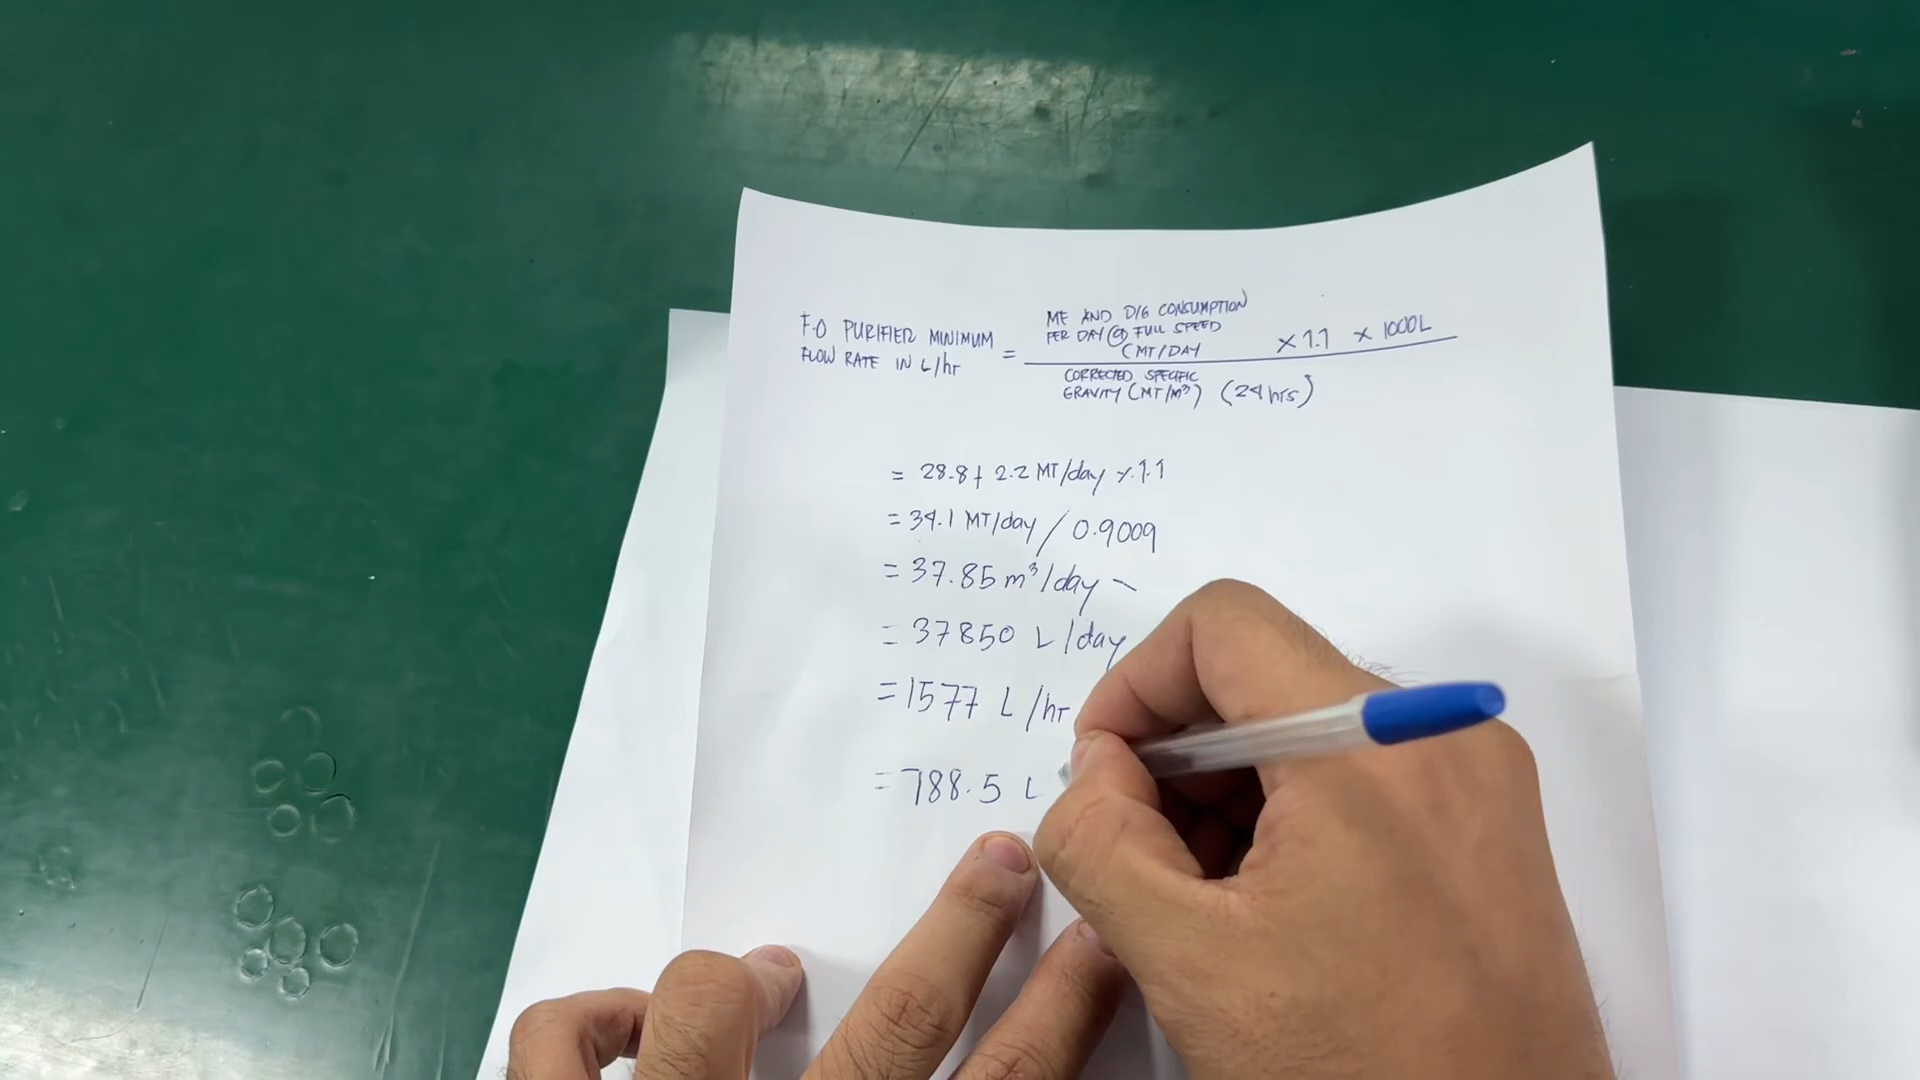 F.O PURIFIER MINIMUM
FLOW RATE IN L/hr
=
ME AND D/G CONSUMPTION
PER DAY @ FULL SPEED
(MT/DAY
× 1.1 × 1000L
CORRECTED SPECIFIC
GRAVITY (MT/m³) (24 hrs)
= 28.8 + 2.2 MT/day × 1.1
= 34.1 MT/day / 0.9009
= 37.85 m³/day
= 37850 L/day
= 1577 L/hr
= 788.5 L